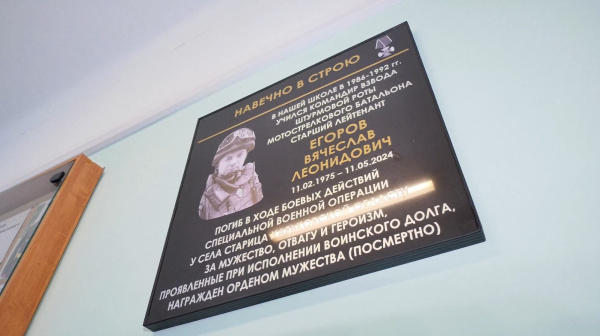 НАВЕЧНО В СТРОЮ
В НАШЕЙ ШКОЛЕ В 1986-1992 гг.
УЧИЛСЯ КОМАНДИР ВЗВОДА
ШТУРМОВОЙ РОТЫ
МОТОСТРЕЛКОВОГО БАТАЛЬОНА
СТАРШИЙ ЛЕЙТЕНАНТ
ЕГОРОВ
ВЯЧЕСЛАВ
ЛЕОНИДОВИЧ
11.02.1975 – 11.05.2024
ПОГИБ В ХОДЕ БОЕВЫХ ДЕЙСТВИЙ
СПЕЦИАЛЬНОЙ ВОЕННОЙ ОПЕРАЦИИ
У СЕЛА СТАРИЦА
ЗА МУЖЕСТВО, ОТВАГУ И ГЕРОИЗМ,
ПРОЯВЛЕННЫЕ ПРИ ИСПОЛНЕНИИ ВОИНСКОГО ДОЛГА,
НАГРАЖДЕН ОРДЕНОМ МУЖЕСТВА (ПОСМЕРТНО)